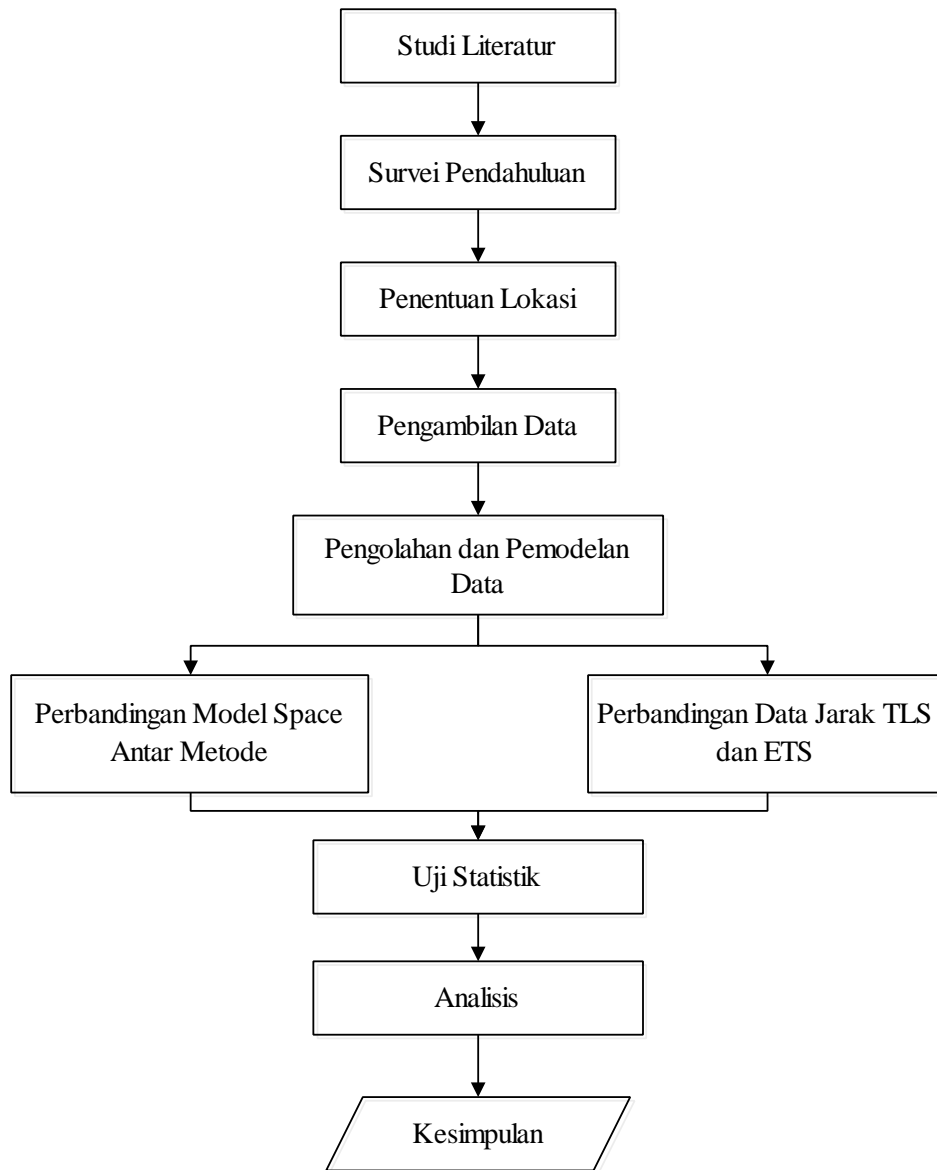 Studi Literatur
Survei Pendahuluan
Penentuan Lokasi
Pengambilan Data
Pengolahan dan Pemodelan
Data
Perbandingan Model Space
Antar Metode
Perbandingan Data Jarak TLS
dan ETS
Uji Statistik
Analisis
Kesimpulan